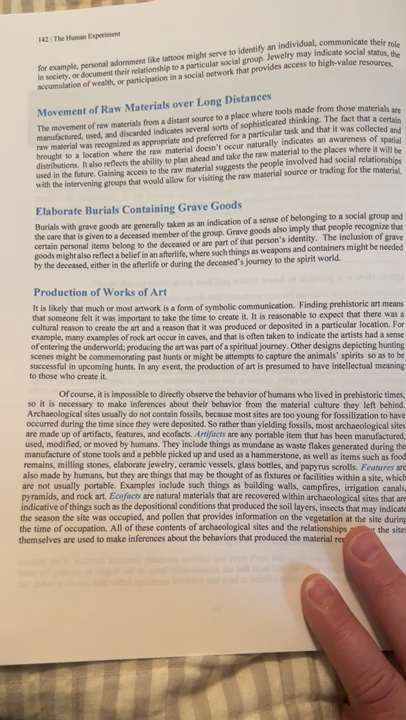 142 | The Human Experiment
for example, personal adornment like tattoos might serve to identify an individual, communicate their role
in society, or document their relationship to a particular social group. Jewelry may indicate social status, the
accumulation of wealth, or participation in a social network that provides access to high-value resources.
Movement of Raw Materials over Long Distances
The movement of raw materials from a distant source to a place where tools made from those materials are
manufactured, used, and discarded indicates several sorts of sophisticated thinking. The fact that a certain
raw material was recognized as appropriate and preferred for a particular task and that it was collected and
brought to a location where the raw material doesn't occur naturally indicates an awareness of spatial
distributions. It also reflects the ability to plan ahead and take the raw material to the places where it will be
used in the future. Gaining access to the raw material suggests the people involved had social relationships
with the intervening groups that would allow for visiting the raw material source or trading for the material.
Elaborate Burials Containing Grave Goods
Burials with grave goods are generally taken as an indication of a sense of belonging to a social group and
the care that is given to a deceased member of the group. Grave goods also imply that people recognize that
certain personal items belong to the deceased or are part of that person's identity. The inclusion of grave
goods might also reflect a belief in an afterlife, where such things as weapons and containers might be needed
by the deceased, either in the afterlife or during the deceased's journey to the spirit world.
Production of Works of Art
It is likely that much or most artwork is a form of symbolic communication. Finding prehistoric art means
that someone felt it was important to take the time to create it. It is reasonable to expect that there was a
cultural reason to create the art and a reason that it was produced or deposited in a particular location. For
example, many examples of rock art occur in caves, and that is often taken to indicate the artists had a sense
of entering the underworld; producing the art was part of a spiritual journey. Other designs depicting hunting
scenes might be commemorating past hunts or might be attempts to capture the animals' spirits so as to be
successful in upcoming hunts. In any event, the production of art is presumed to have intellectual meaning
to those who create it.
Of course, it is impossible to directly observe the behavior of humans who lived in prehistoric times,
so it is necessary to make inferences about their behavior from the material culture they left behind.
Archaeological sites usually do not contain fossils, because most sites are too young for fossilization to have
occurred during the time since they were deposited. So rather than yielding fossils, most archaeological sites
are made up of artifacts, features, and ecofacts. Artifacts are any portable item that has been manufactured,
used, modified, or moved by humans. They include things as mundane as waste flakes generated during the
manufacture of stone tools and a pebble picked up and used as a hammerstone, as well as items such as food
remains, milling stones, elaborate jewelry, ceramic vessels, glass bottles, and papyrus scrolls. Features are
also made by humans, but they are things that may be thought of as fixtures or facilities within a site, which
are not usually portable. Examples include such things as building walls, campfires, irrigation canals,
pyramids, and rock art. Ecofacts are natural materials that are recovered within archaeological sites that are
indicative of things such as the depositional conditions that produced the soil layers, insects that may indicate
the season the site was occupied, and pollen that provides information on the vegetation at the site during
the time of occupation. All of these contents of archaeological sites and the relationships the sites
themselves are used to make inferences about the behaviors that produced the material